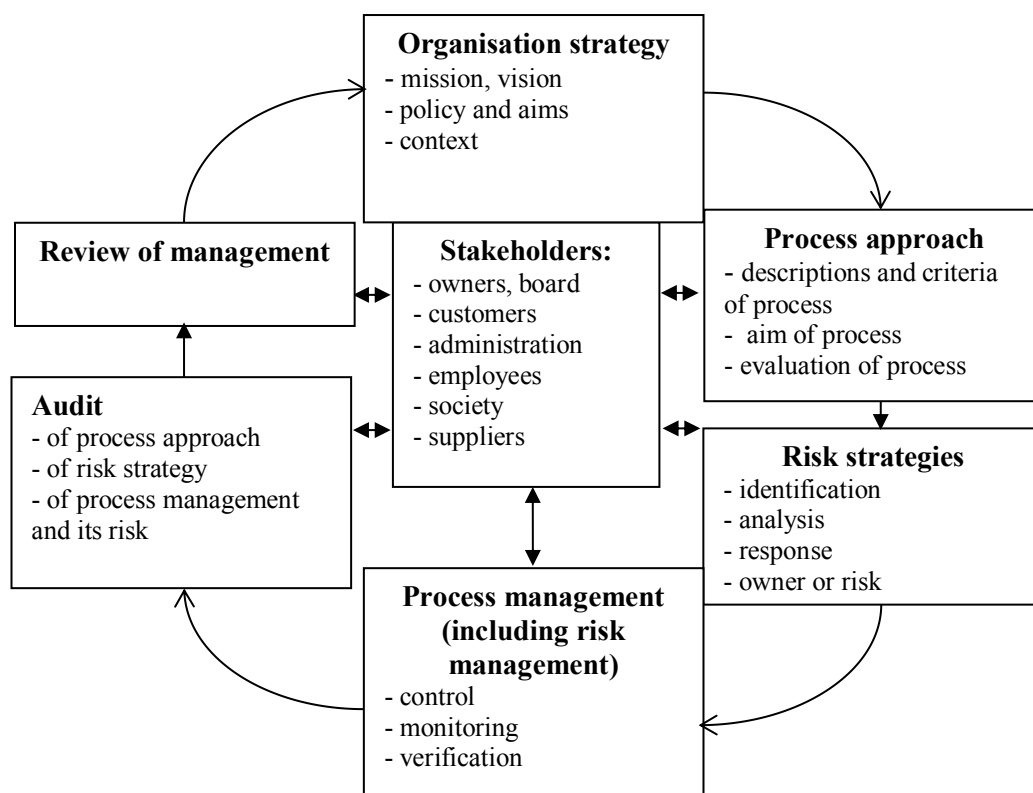 Organisation strategy
- mission, vision
- policy and aims
- context
Review of management
Stakeholders:
- owners, board
- customers
- administration
- employees
- society
- suppliers
Process approach
- descriptions and criteria
of process
-  aim of process
- evaluation of process
Audit
- of process approach
- of risk strategy
- of process management
and its risk
Risk strategies
- identification
- analysis
- response
- owner or risk
Process management
(including risk
management)
- control
- monitoring
- verification